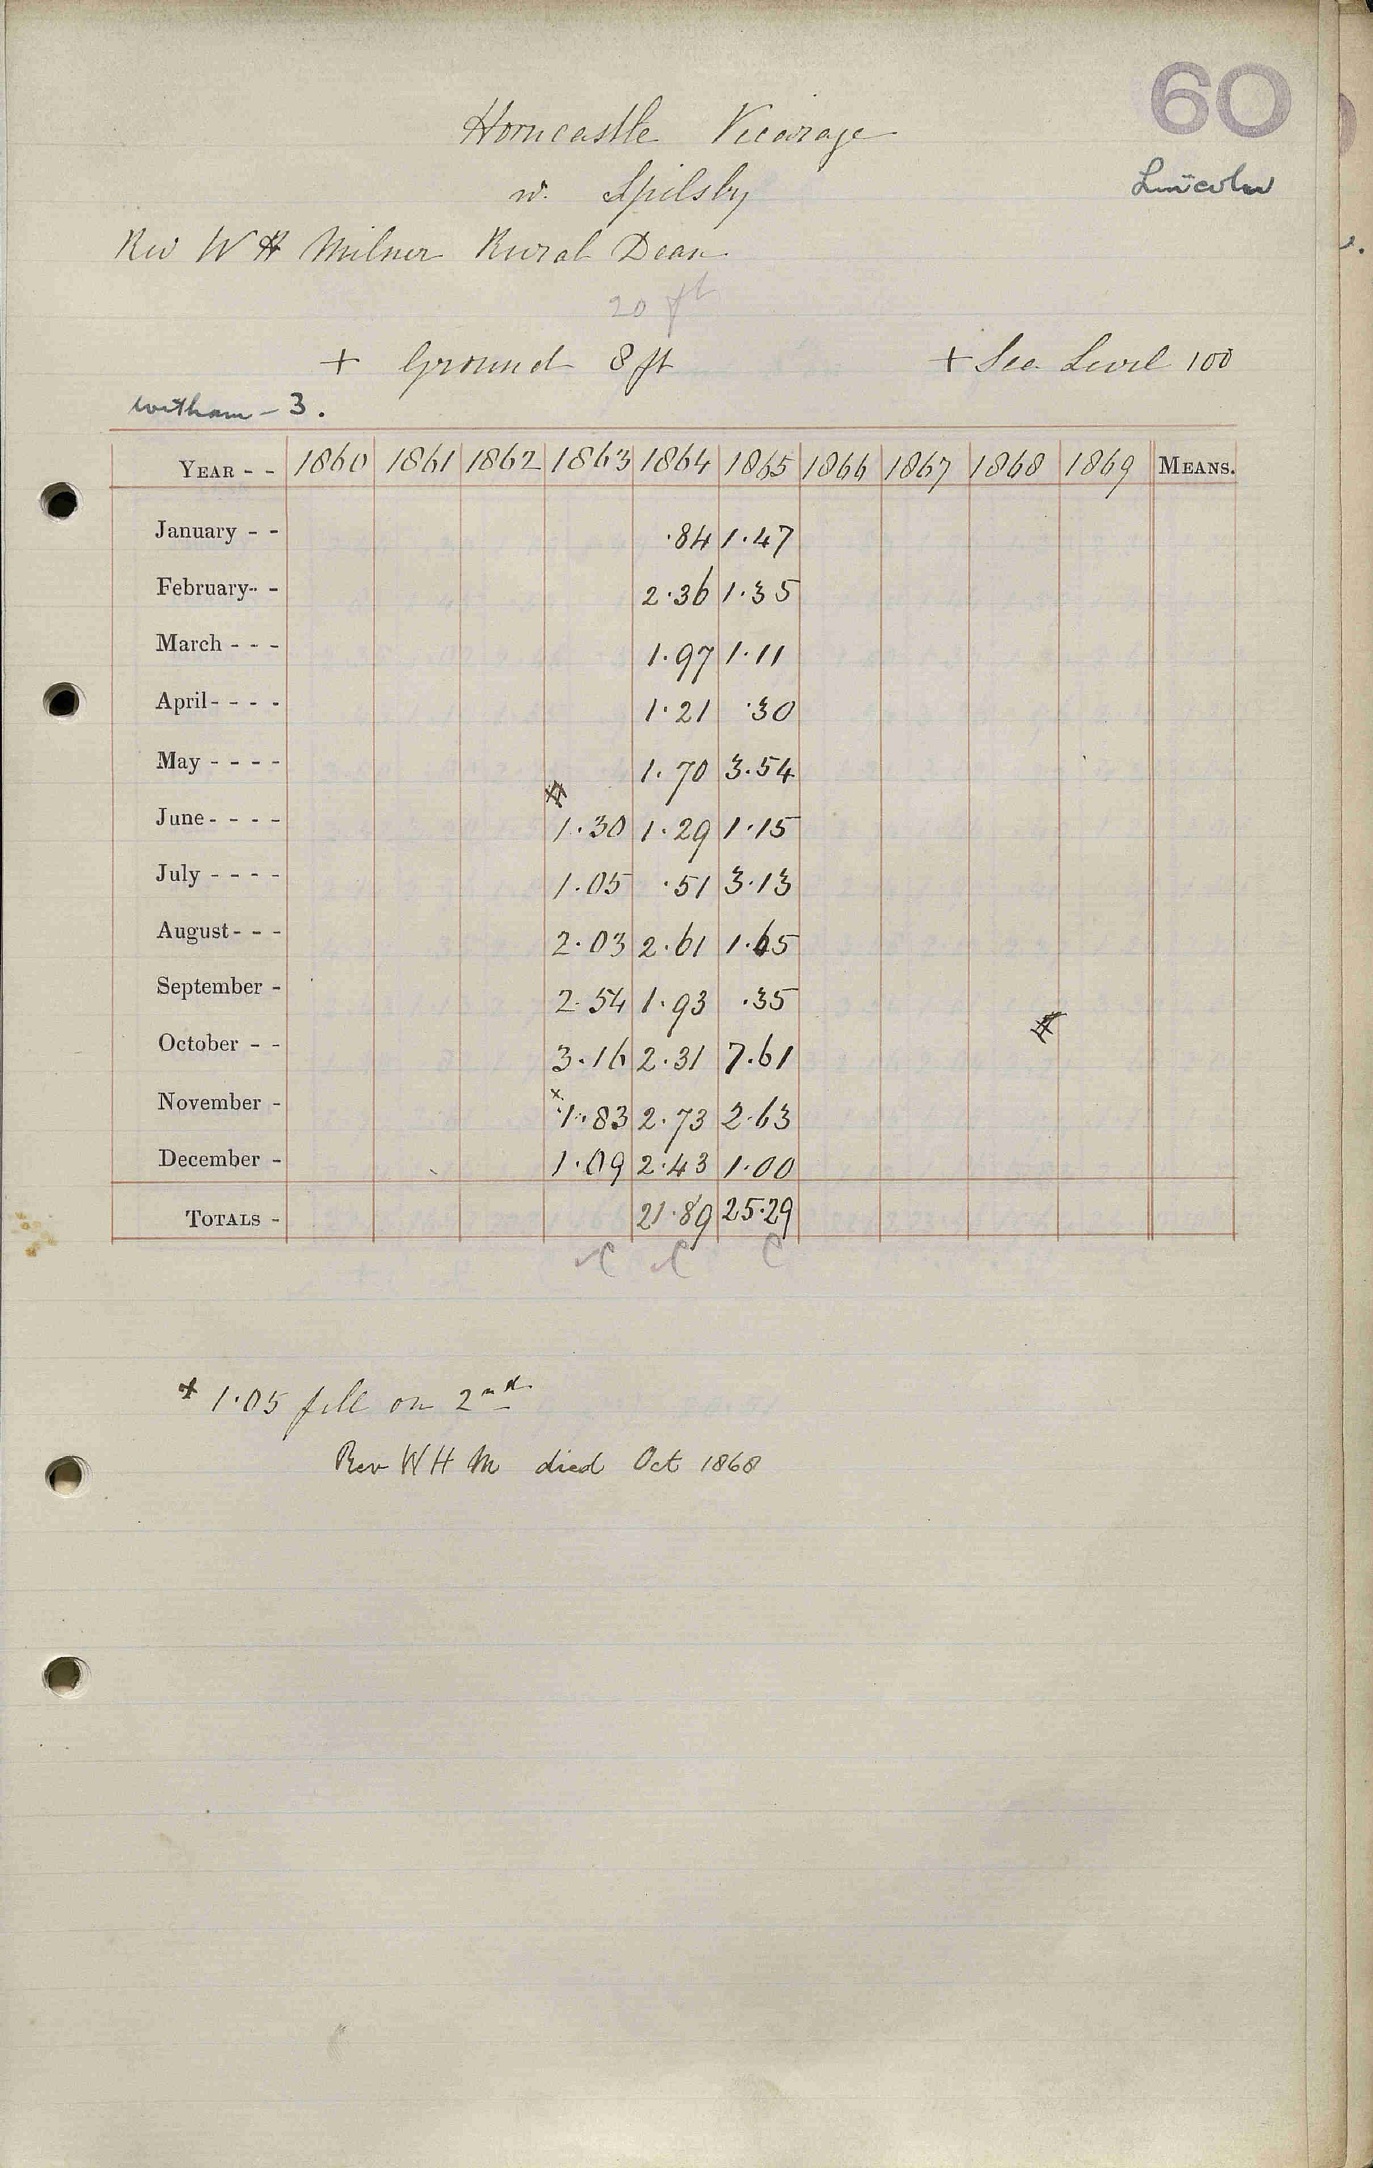 60
Horncastle Vicarage
Lincoln
n. Spilsby
Rev W H Milner Rural Dean
20 ft
+ Ground 8 ft + Sea Level 100
Witham - 3.
YEAR - - 1860 1861 1862 1863 1864 1865 1866 1867 1868 1869 MEANS.
January - - .84 1.47
February - - 2.36 1.35
March - - - 1.97 1.11
April - - - - 1.21 .30
May - - - - 1.70 3.54
June - - - - 1.30 1.29 1.15
July - - - - 1.05 .51 3.13
August - - - 2.03 2.61 1.65
September - 2.54 1.93 .35
October - - 3.16 2.31 7.61
November - x 1.83 2.73 2.63
December - 1.09 2.43 1.00
TOTALS - 21.89 25.29
C C C
x 1.05 fell on 2nd
Rev W H M died Oct 1868